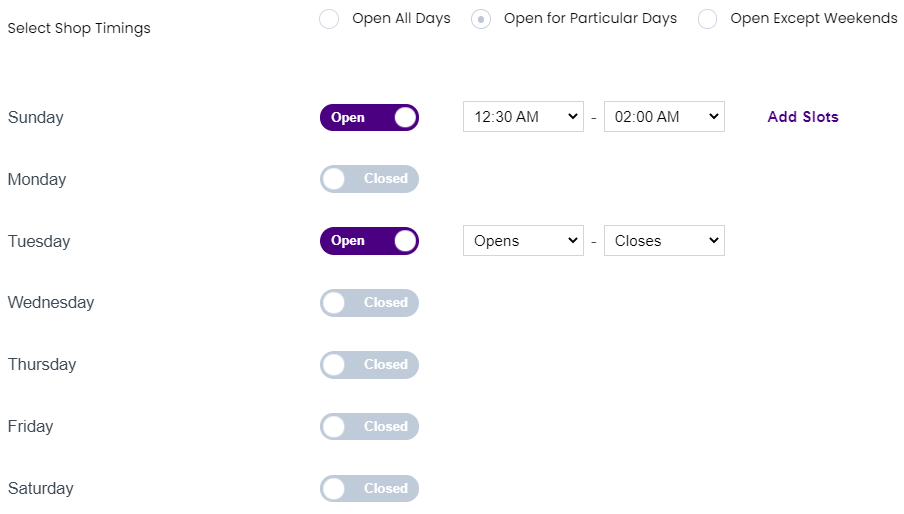 Select Shop Timings Open All Days Open for Particular Days Open Except Weekends
Sunday Open 12:30 AM - 02:00 AM Add Slots
Monday Closed
Tuesday Open Opens - Closes
Wednesday Closed
Thursday Closed
Friday Closed
Saturday Closed